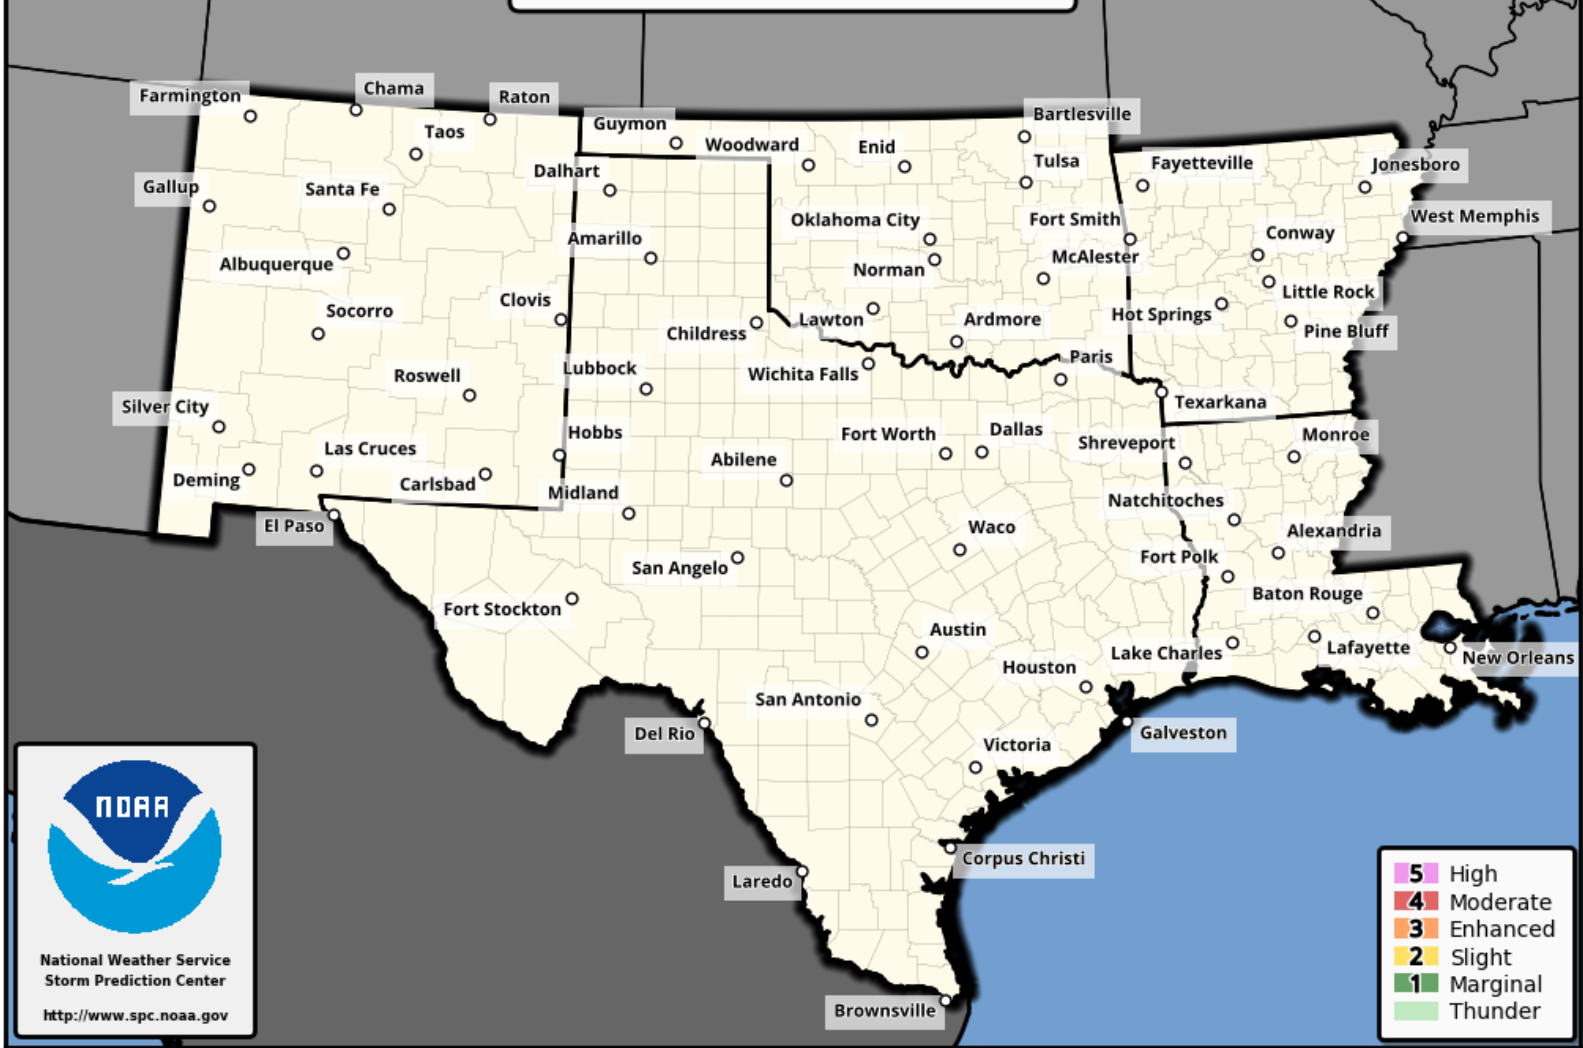 Farmington
Chama
Raton
Taos
Guymon
Woodward
Enid
Bartlesville
Tulsa
Fayetteville
Jonesboro
Gallup
Santa Fe
Dalhart
Oklahoma City
Fort Smith
West Memphis
Albuquerque
Amarillo
Norman
McAlester
Conway
Socorro
Clovis
Childress
Lawton
Ardmore
Hot Springs
Little Rock
Pine Bluff
Roswell
Lubbock
Wichita Falls
Paris
Texarkana
Silver City
Las Cruces
Hobbs
Abilene
Fort Worth
Dallas
Shreveport
Monroe
Deming
Carlsbad
Midland
Natchitoches
El Paso
San Angelo
Waco
Fort Polk
Alexandria
Fort Stockton
Austin
Baton Rouge
Houston
Lake Charles
Lafayette
New Orleans
Del Rio
San Antonio
Victoria
Galveston
Laredo
Corpus Christi
Brownsville
NOAA
National Weather Service
Storm Prediction Center
http://www.spc.noaa.gov
5 High
4 Moderate
3 Enhanced
2 Slight
1 Marginal
Thunder